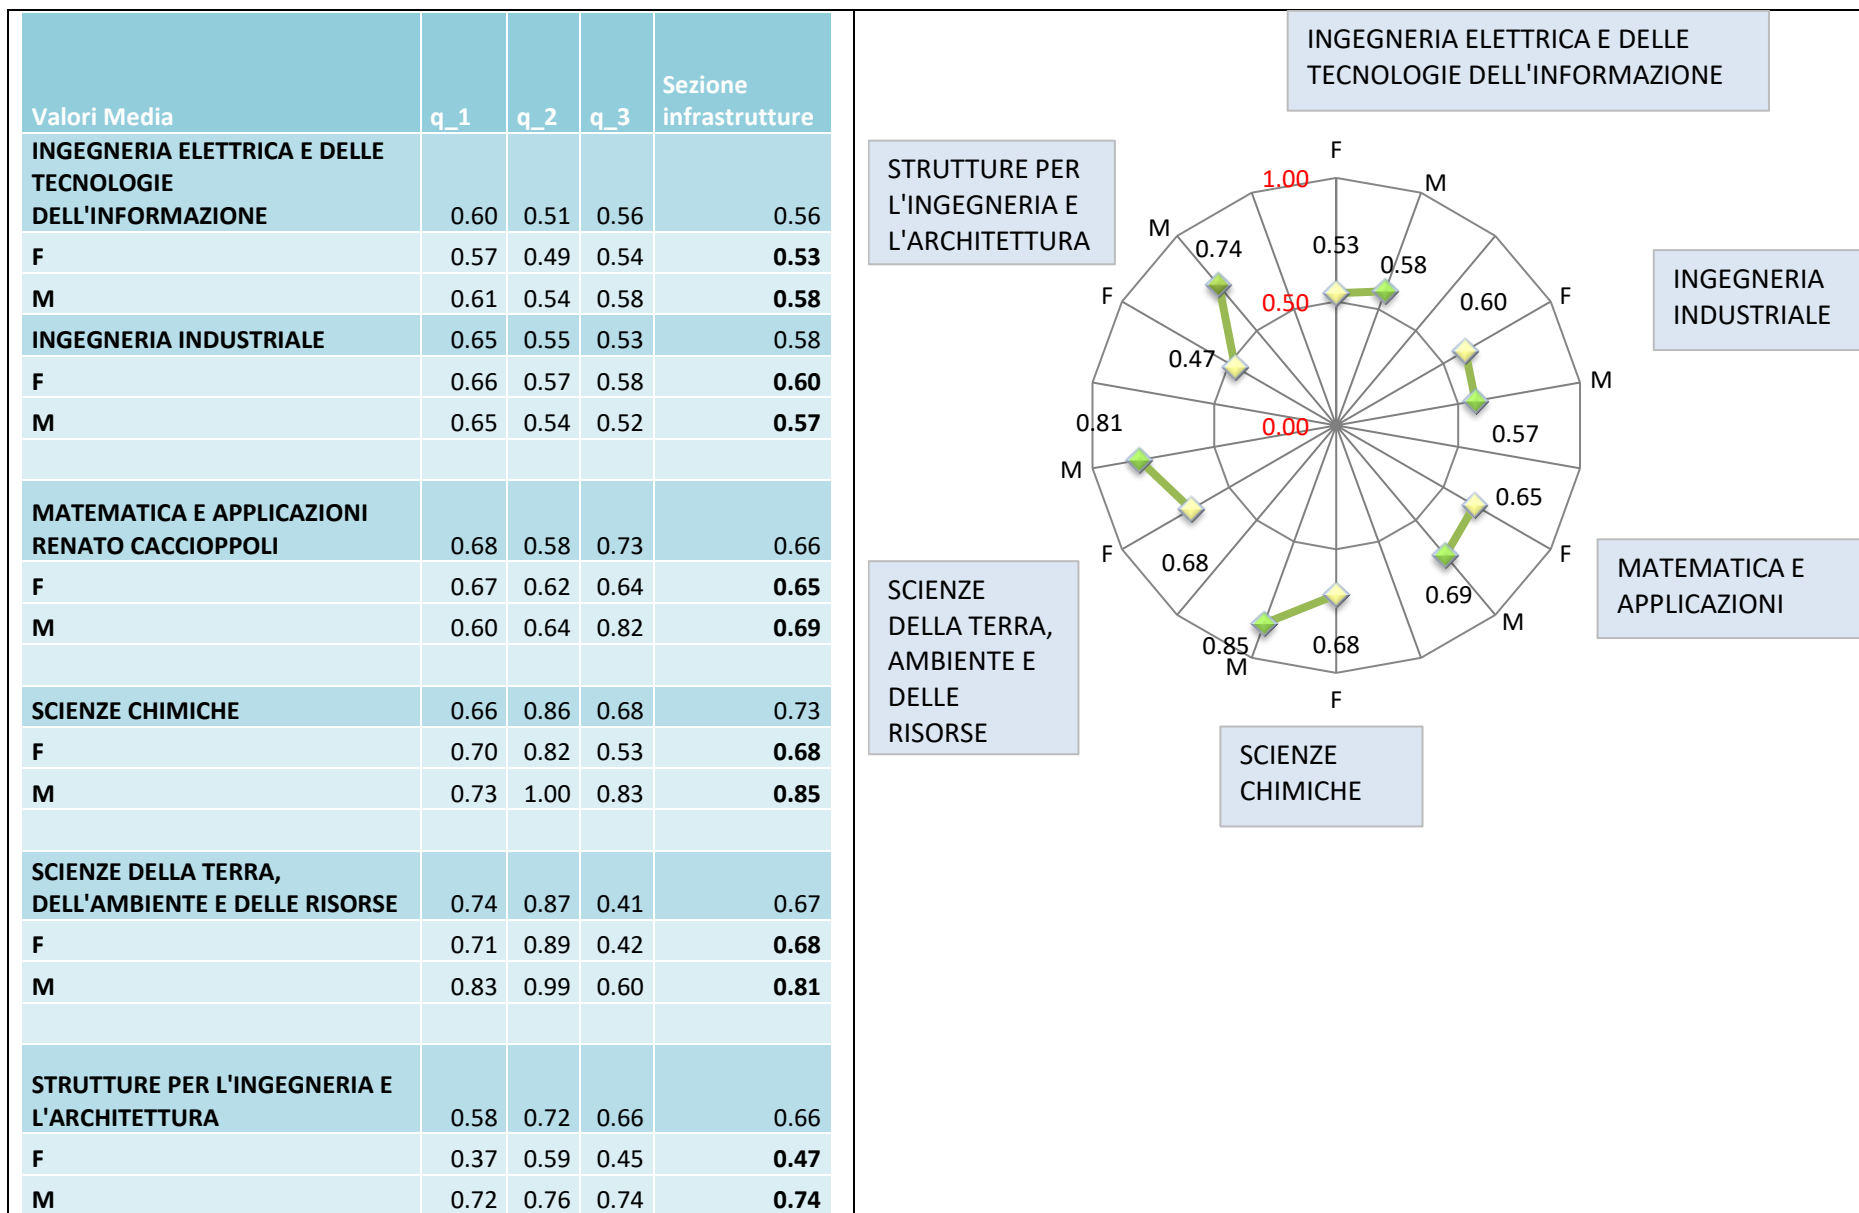 Valori Media q_1 q_2 q_3 Sezione infrastrutture
INGEGNERIA ELETTRICA E DELLE
TECNOLOGIE
DELL'INFORMAZIONE 0.60 0.51 0.56 0.56
F 0.57 0.49 0.54 0.53
M 0.61 0.54 0.58 0.58
INGEGNERIA INDUSTRIALE 0.65 0.55 0.53 0.58
F 0.66 0.57 0.58 0.60
M 0.65 0.54 0.52 0.57
MATEMATICA E APPLICAZIONI
RENATO CACCIOPPOLI 0.68 0.58 0.73 0.66
F 0.67 0.62 0.64 0.65
M 0.60 0.64 0.82 0.69
SCIENZE CHIMICHE 0.66 0.86 0.68 0.73
F 0.70 0.82 0.53 0.68
M 0.73 1.00 0.83 0.85
SCIENZE DELLA TERRA,
DELL'AMBIENTE E DELLE RISORSE 0.74 0.87 0.41 0.67
F 0.71 0.89 0.42 0.68
M 0.83 0.99 0.60 0.81
STRUTTURE PER L'INGEGNERIA E
L'ARCHITETTURA 0.58 0.72 0.66 0.66
F 0.37 0.59 0.45 0.47
M 0.72 0.76 0.74 0.74
INGEGNERIA ELETTRICA E DELLE
TECNOLOGIE DELL'INFORMAZIONE
STRUTTURE PER
L'INGEGNERIA E
L'ARCHITETTURA
INGEGNERIA
INDUSTRIALE
MATEMATICA E
APPLICAZIONI
SCIENZE
CHIMICHE
SCIENZE
DELLA TERRA,
AMBIENTE E
DELLE
RISORSE
1.00
0.50
0.00
F
0.53
M
0.58
F
0.60
M
0.57
F
0.65
M
0.69
F
0.68
M
0.85
F
0.68
M
0.81
F
0.47
M
0.74